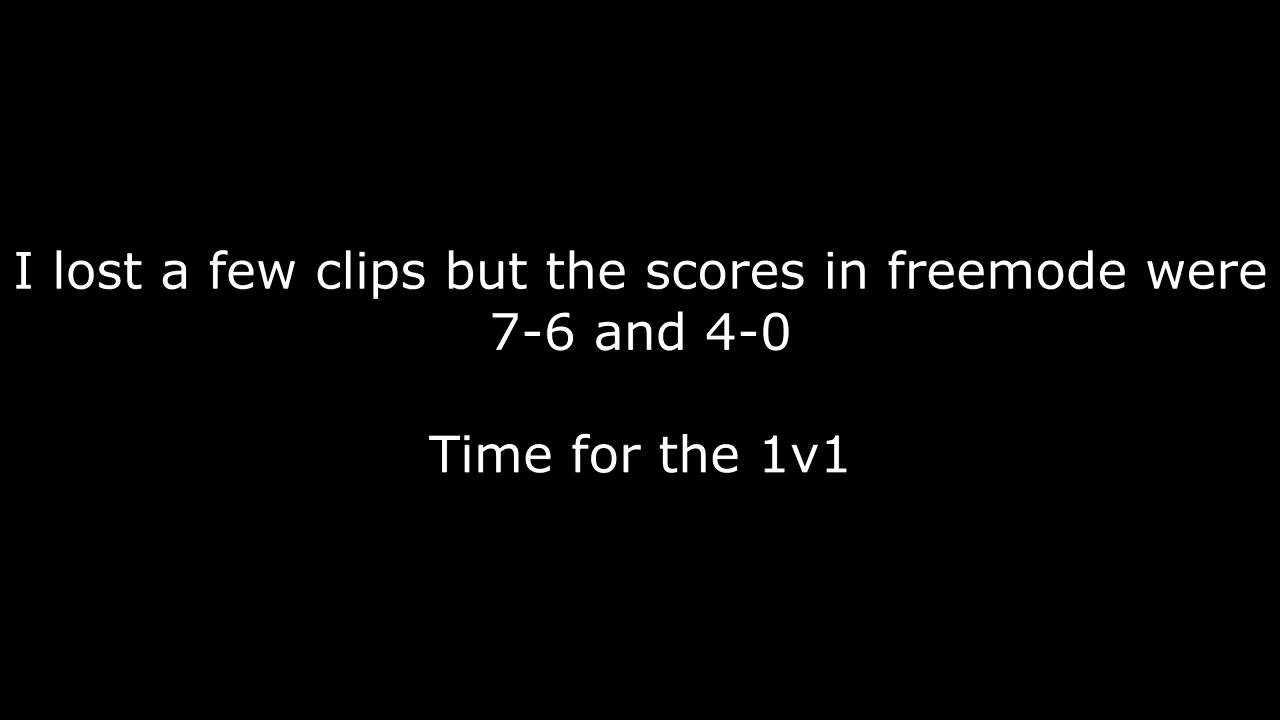 I lost a few clips but the scores in freemode were
7-6 and 4-0
Time for the 1v1